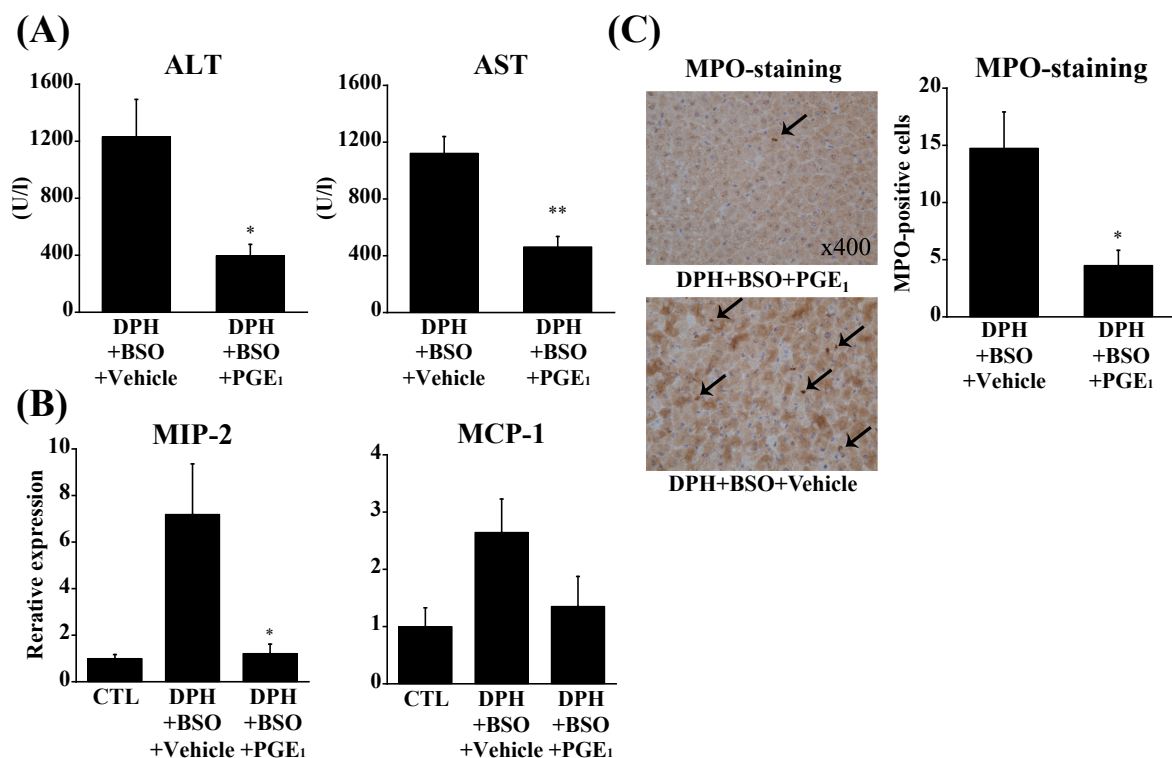 (A)
ALT
1600
1200
800
400
0
(U/l)
*
DPH
+BSO
+Vehicle
DPH
+BSO
+PGE1
AST
1600
1200
800
400
0
(U/l)
**
DPH
+BSO
+Vehicle
DPH
+BSO
+PGE1
(B)
MIP-2
10
8
6
4
2
0
Rerative expression
*
CTL
DPH
+BSO
+Vehicle
DPH
+BSO
+PGE1
MCP-1
4
3
2
1
0
CTL
DPH
+BSO
+Vehicle
DPH
+BSO
+PGE1
(C)
MPO-staining
x400
DPH+BSO+PGE1
DPH+BSO+Vehicle
MPO-staining
20
15
10
5
0
MPO-positive cells
*
DPH
+BSO
+Vehicle
DPH
+BSO
+PGE1